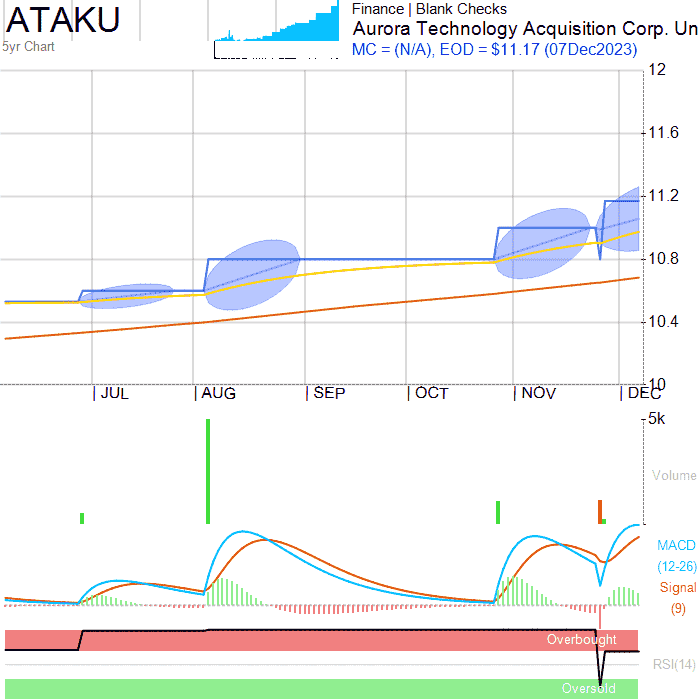 ATAKU
5yr Chart
Finance | Blank Checks
Aurora Technology Acquisition Corp. Un
MC = (N/A), EOD = $11.17 (07Dec2023)
12
11.6
11.2
10.8
10.4
10
JUL AUG SEP OCT NOV DEC
5k
Volume
MACD
(12-26)
Signal
(9)
Overbought
RSI(14)
Oversold